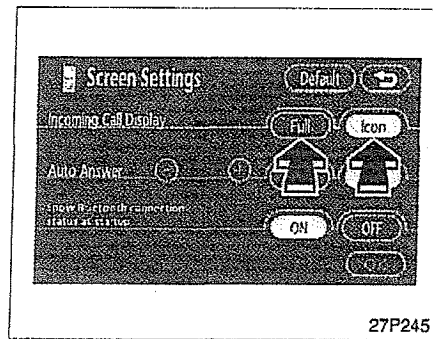 Screen Settings
Default
Incoming Call Display
Full
Icon
Auto Answer
Show Bluetooth connection
status at startup
ON
OFF
27P245